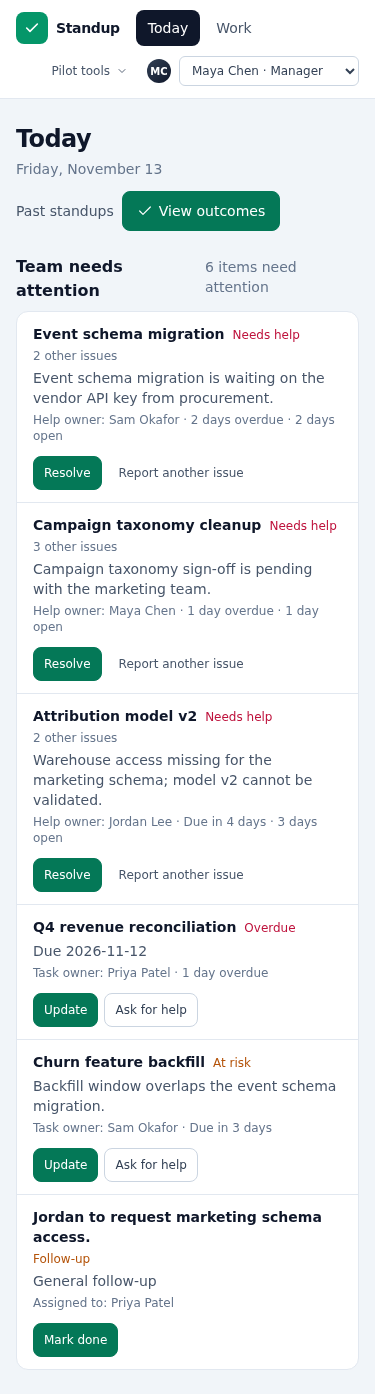 Standup
Today
Work
Pilot tools
MC
Maya Chen · Manager
Today
Friday, November 13
Past standups
View outcomes
Team needs
attention
6 items need
attention
Event schema migration Needs help
2 other issues
Event schema migration is waiting on the
vendor API key from procurement.
Help owner: Sam Okafor · 2 days overdue · 2 days
open
Resolve
Report another issue
Campaign taxonomy cleanup Needs help
3 other issues
Campaign taxonomy sign-off is pending
with the marketing team.
Help owner: Maya Chen · 1 day overdue · 1 day
open
Resolve
Report another issue
Attribution model v2 Needs help
2 other issues
Warehouse access missing for the
marketing schema; model v2 cannot be
validated.
Help owner: Jordan Lee · Due in 4 days · 3 days
open
Resolve
Report another issue
Q4 revenue reconciliation Overdue
Due 2026-11-12
Task owner: Priya Patel · 1 day overdue
Update
Ask for help
Churn feature backfill At risk
Backfill window overlaps the event schema
migration.
Task owner: Sam Okafor · Due in 3 days
Update
Ask for help
Jordan to request marketing schema
access.
Follow-up
General follow-up
Assigned to: Priya Patel
Mark done